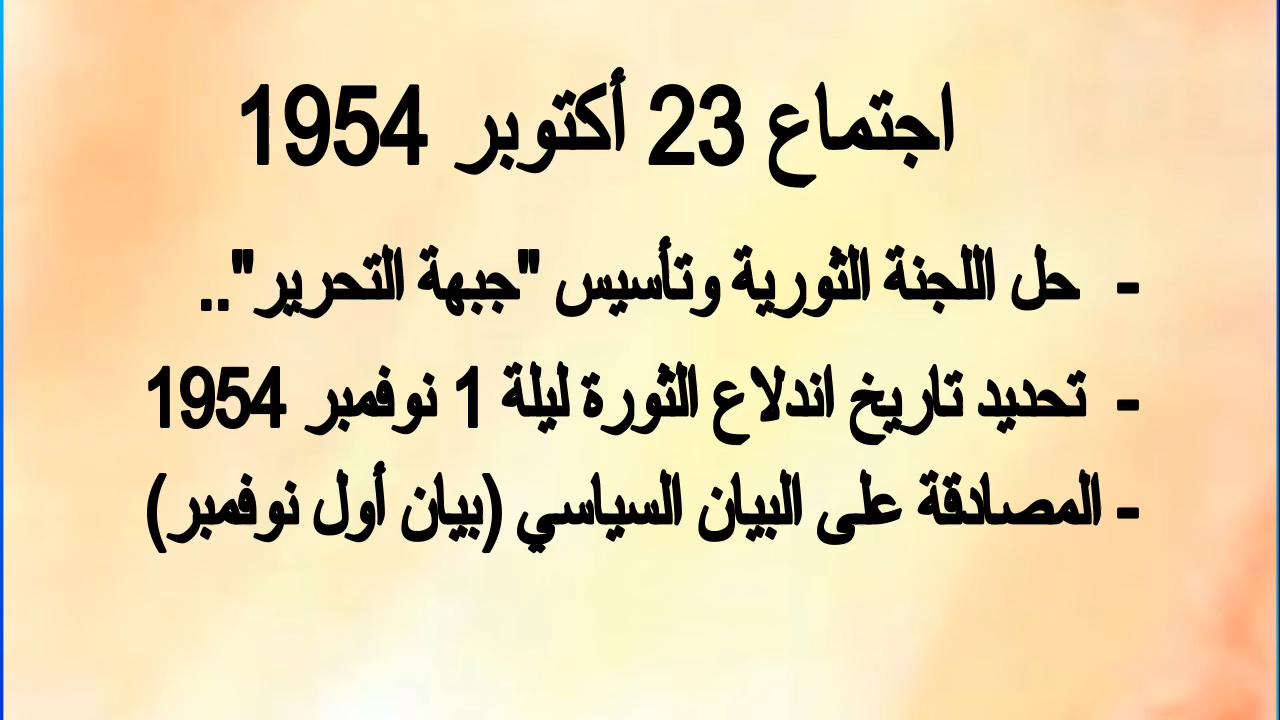 اجتماع 23 أكتوبر 1954
- حل اللجنة الثورية وتأسيس "جبهة التحرير"..
- تحديد تاريخ اندلاع الثورة ليلة 1 نوفمبر 1954
- المصادقة على البيان السياسي (بيان أول نوفمبر)